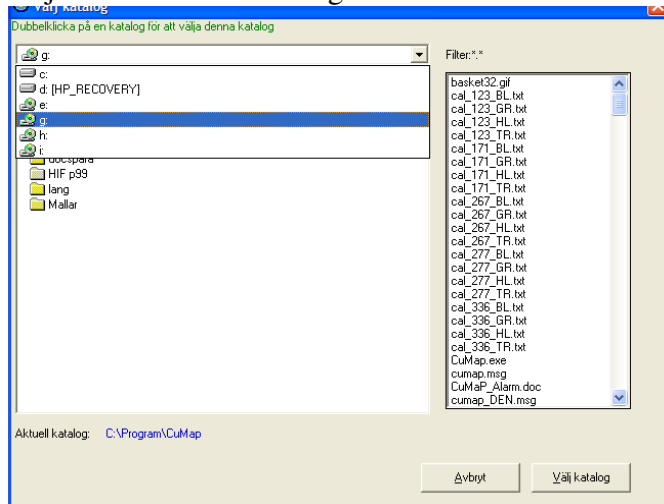 Välj katalog
Dubbelklicka på en katalog för att välja denna katalog
g:
Filter:*.*
c:
d: [HP_RECOVERY]
e:
g:
h:
i:
docspara
HIF p99
lang
Mallar
basket32.gif
cal_123_BL.txt
cal_123_GR.txt
cal_123_HL.txt
cal_123_TR.txt
cal_171_BL.txt
cal_171_GR.txt
cal_171_HL.txt
cal_171_TR.txt
cal_267_BL.txt
cal_267_GR.txt
cal_267_HL.txt
cal_267_TR.txt
cal_277_BL.txt
cal_277_GR.txt
cal_277_HL.txt
cal_277_TR.txt
cal_336_BL.txt
cal_336_GR.txt
cal_336_HL.txt
cal_336_TR.txt
CuMap.exe
cumap.msg
CuMaP_Alarm.doc
cumap_DEN.msg
Aktuell katalog: C:\Program\CuMap
Avbryt
Välj katalog